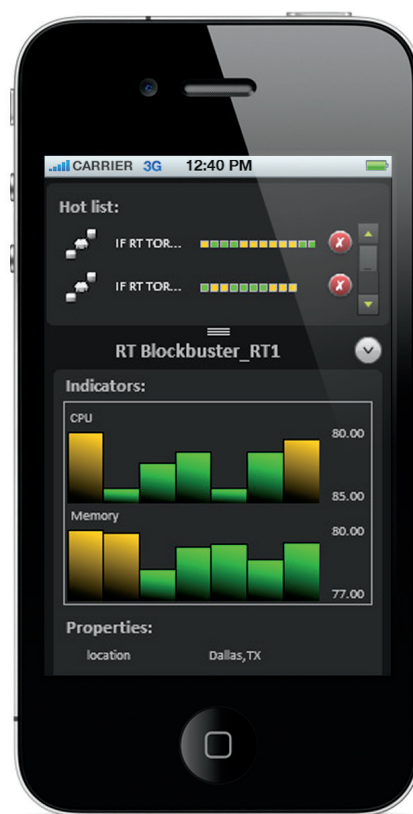 CARRIER 3G 12:40 PM
Hot list:
IF RT TOR...
IF RT TOR...
RT Blockbuster_RT1
Indicators:
CPU
80.00
85.00
Memory
80.00
77.00
Properties:
location Dallas,TX